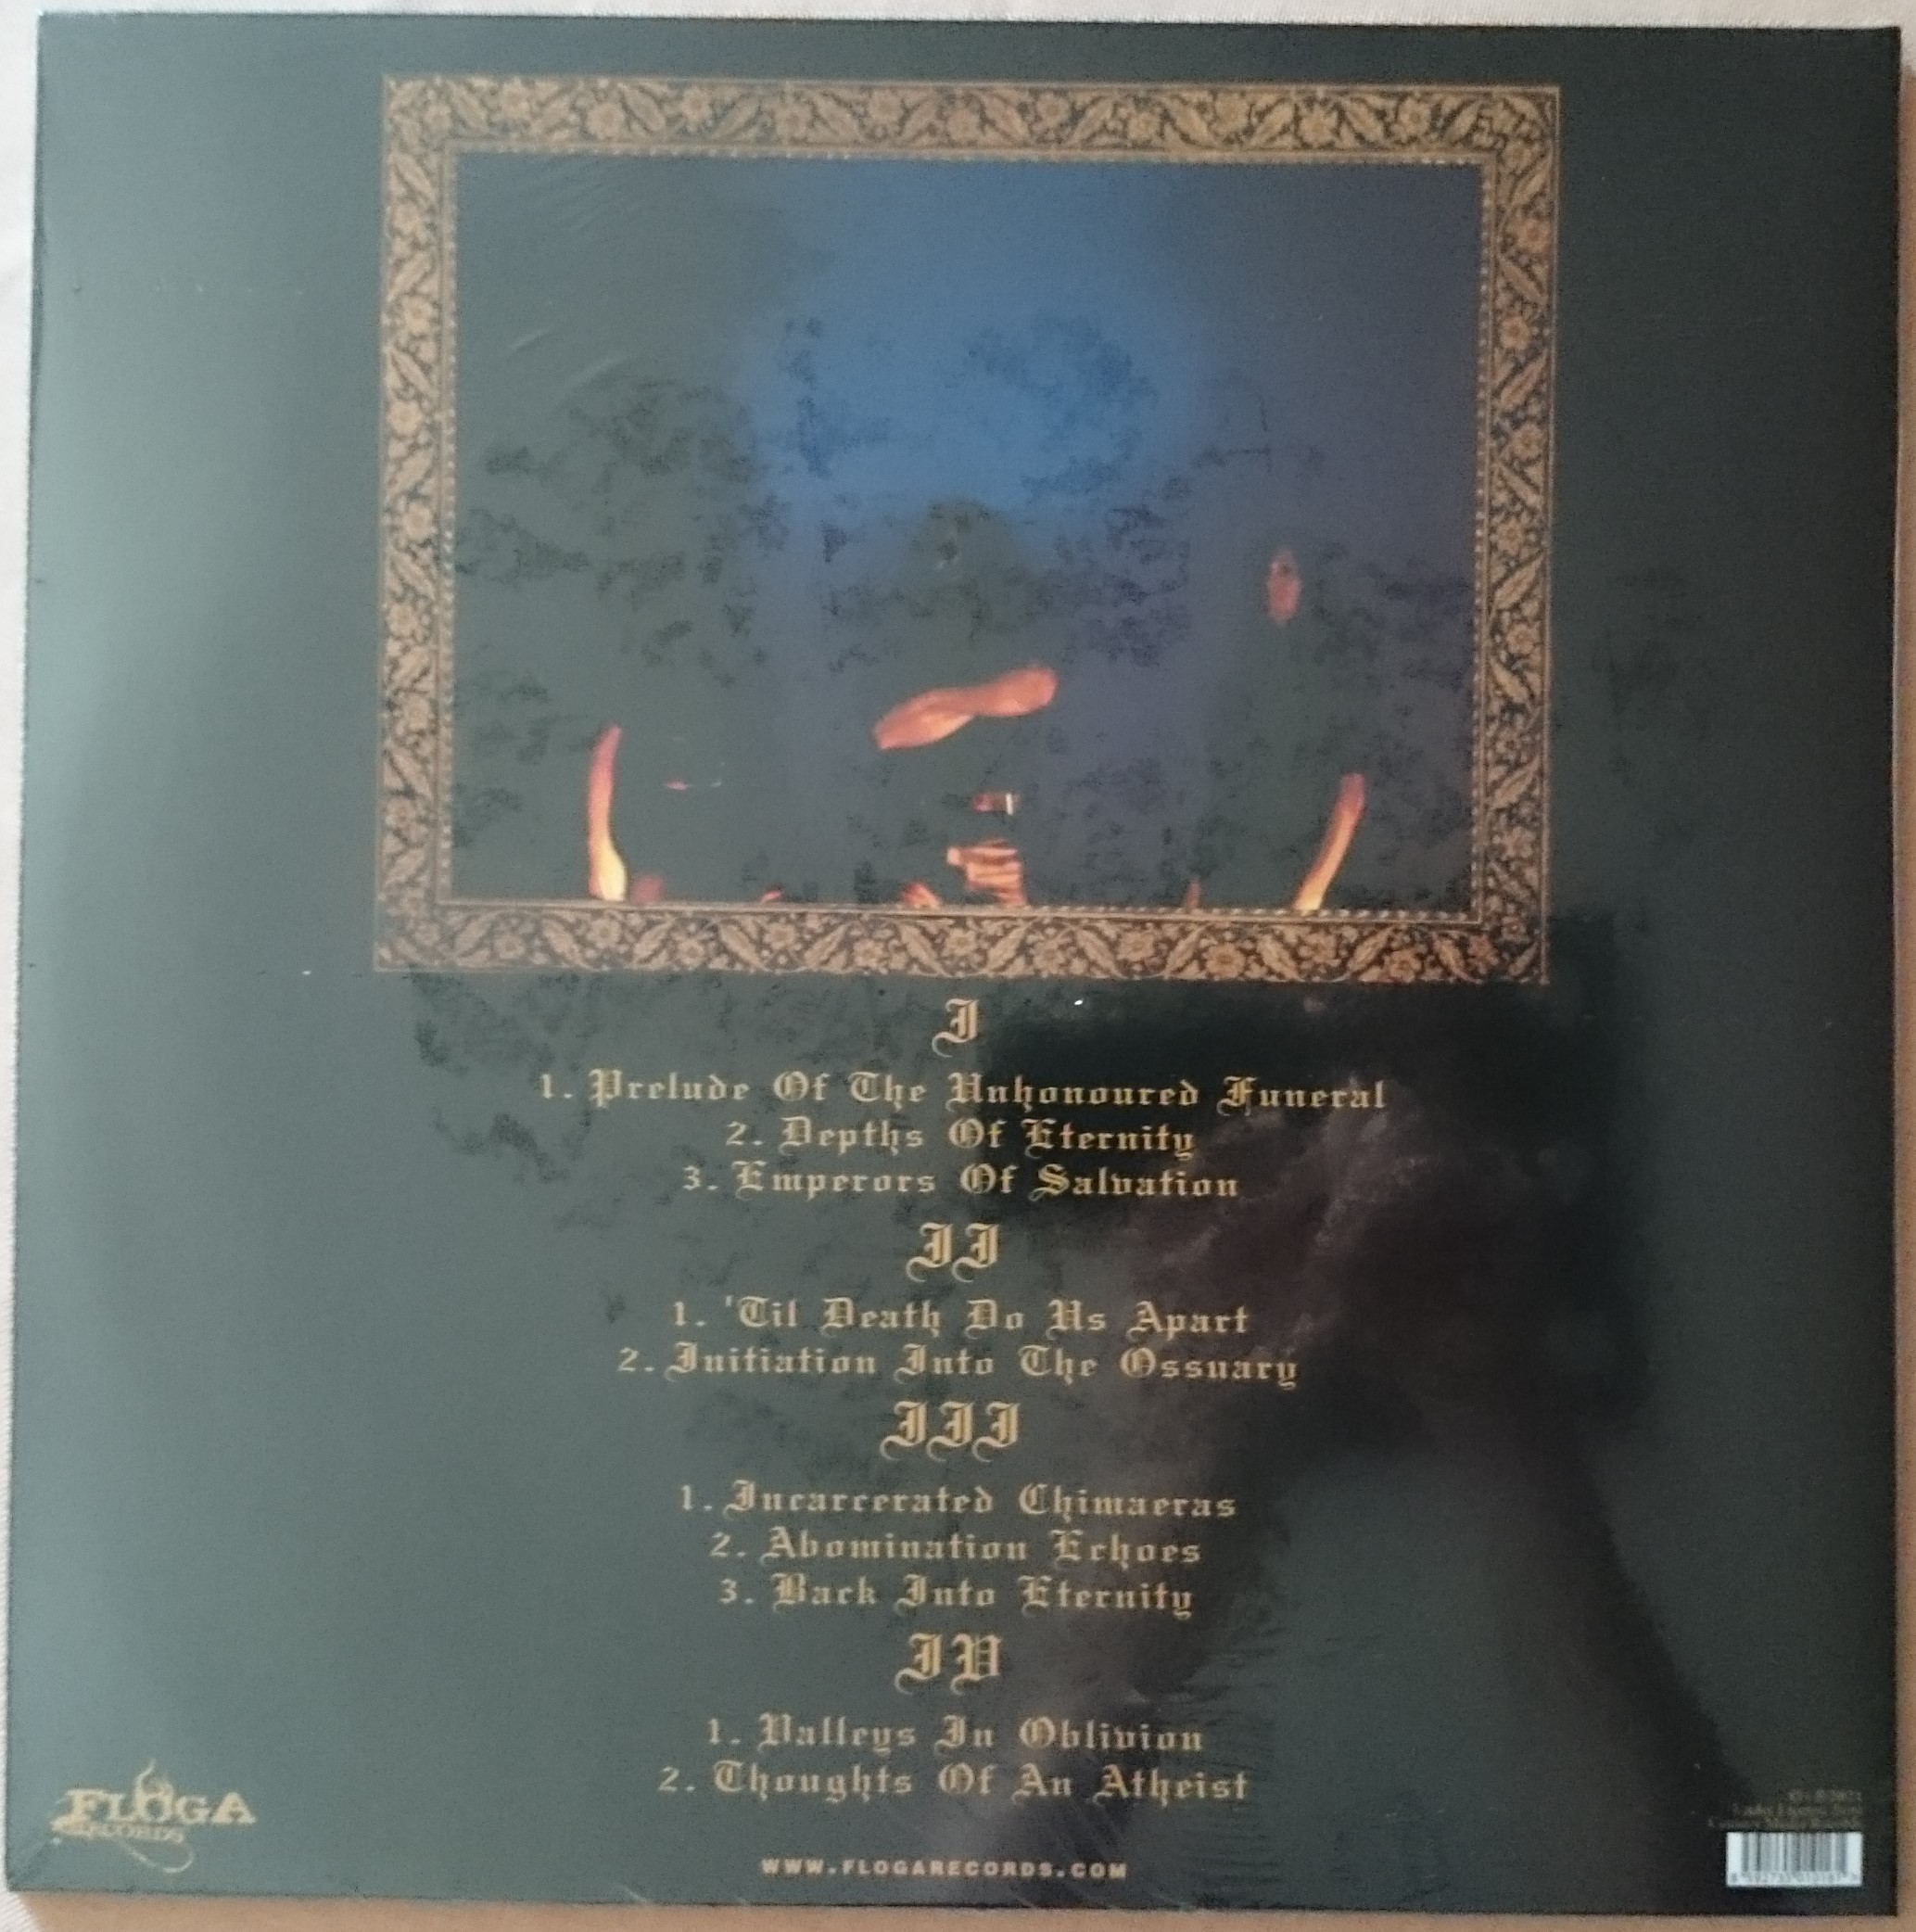 I
1. Prelude Of The Unhonoured Funeral
2. Depths Of Eternity
3. Emperors Of Salvation
II
1. 'Til Death Do Us Apart
2. Initiation Into The Ossuary
III
1. Incarcerated Chimaeras
2. Abomination Echoes
3. Back Into Eternity
IV
1. Valleys In Oblivion
2. Thoughts Of An Atheist
FLOGA
RECORDS
WWW.FLOGARECORDS.COM